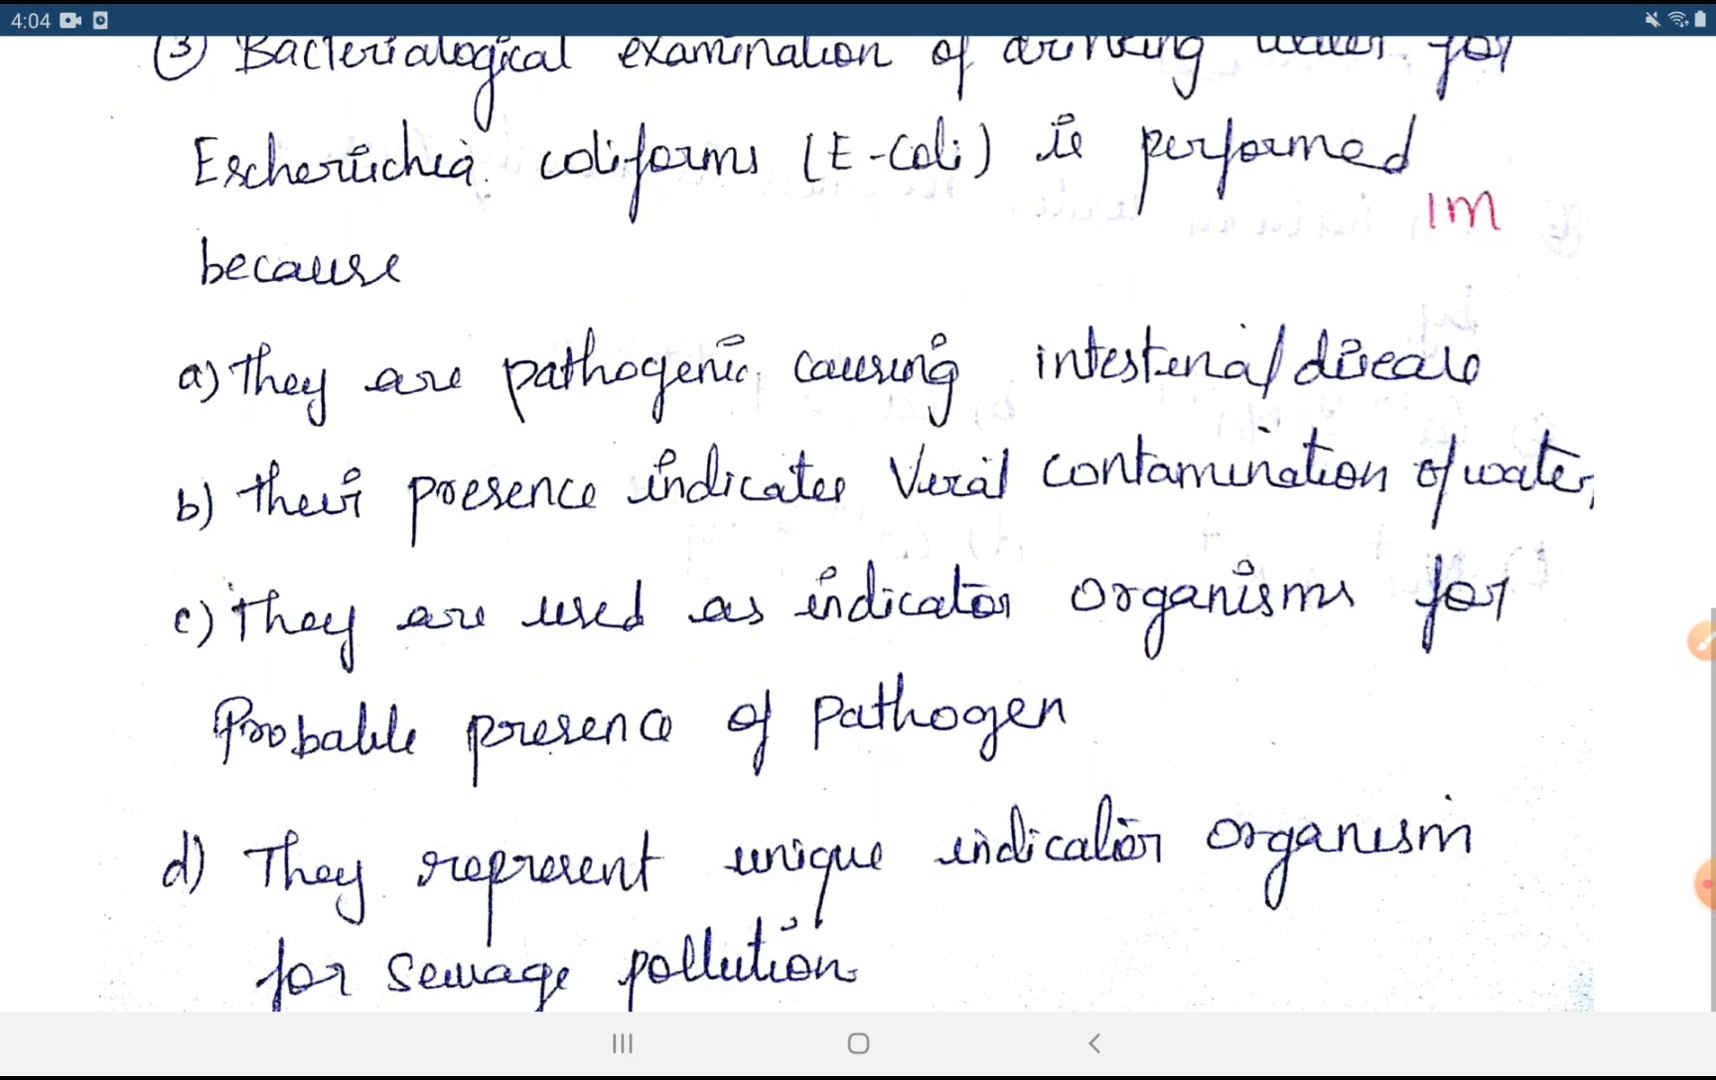 4:04
(3) Bacterialogical examination of drinking water for
Escherichia coliforms (E-Coli) is performed
1M
because
a) They are pathogenic causing intestinal disease
b) their presence indicates Viral contamination of water,
c) They are used as indicator organisms for
Probable presence of pathogen
d) They represent unique indicator organism
for sewage pollution.